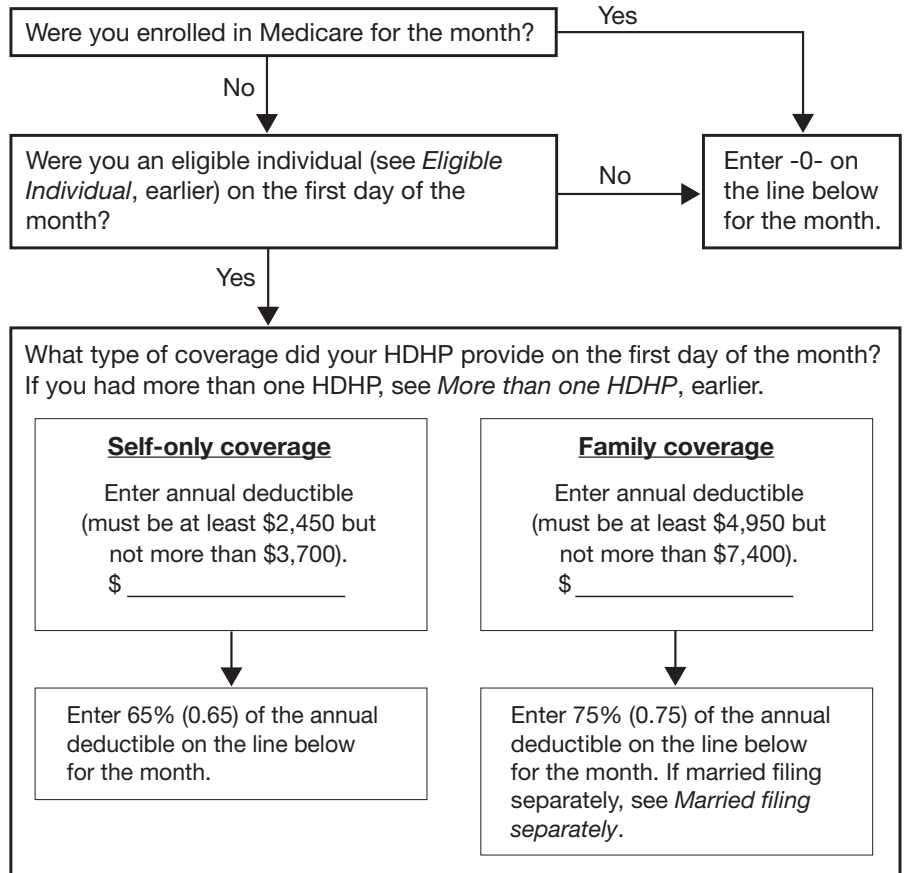 Were you enrolled in Medicare for the month?
Yes
No
Were you an eligible individual (see Eligible
Individual, earlier) on the first day of the
month?
No
Enter -0- on
the line below
for the month.
Yes
What type of coverage did your HDHP provide on the first day of the month?
If you had more than one HDHP, see More than one HDHP, earlier.
Self-only coverage
Enter annual deductible
(must be at least $2,450 but
not more than $3,700).
$ ________________
Family coverage
Enter annual deductible
(must be at least $4,950 but
not more than $7,400).
$ ________________
Enter 65% (0.65) of the annual
deductible on the line below
for the month.
Enter 75% (0.75) of the annual
deductible on the line below
for the month. If married filing
separately, see Married filing
separately.